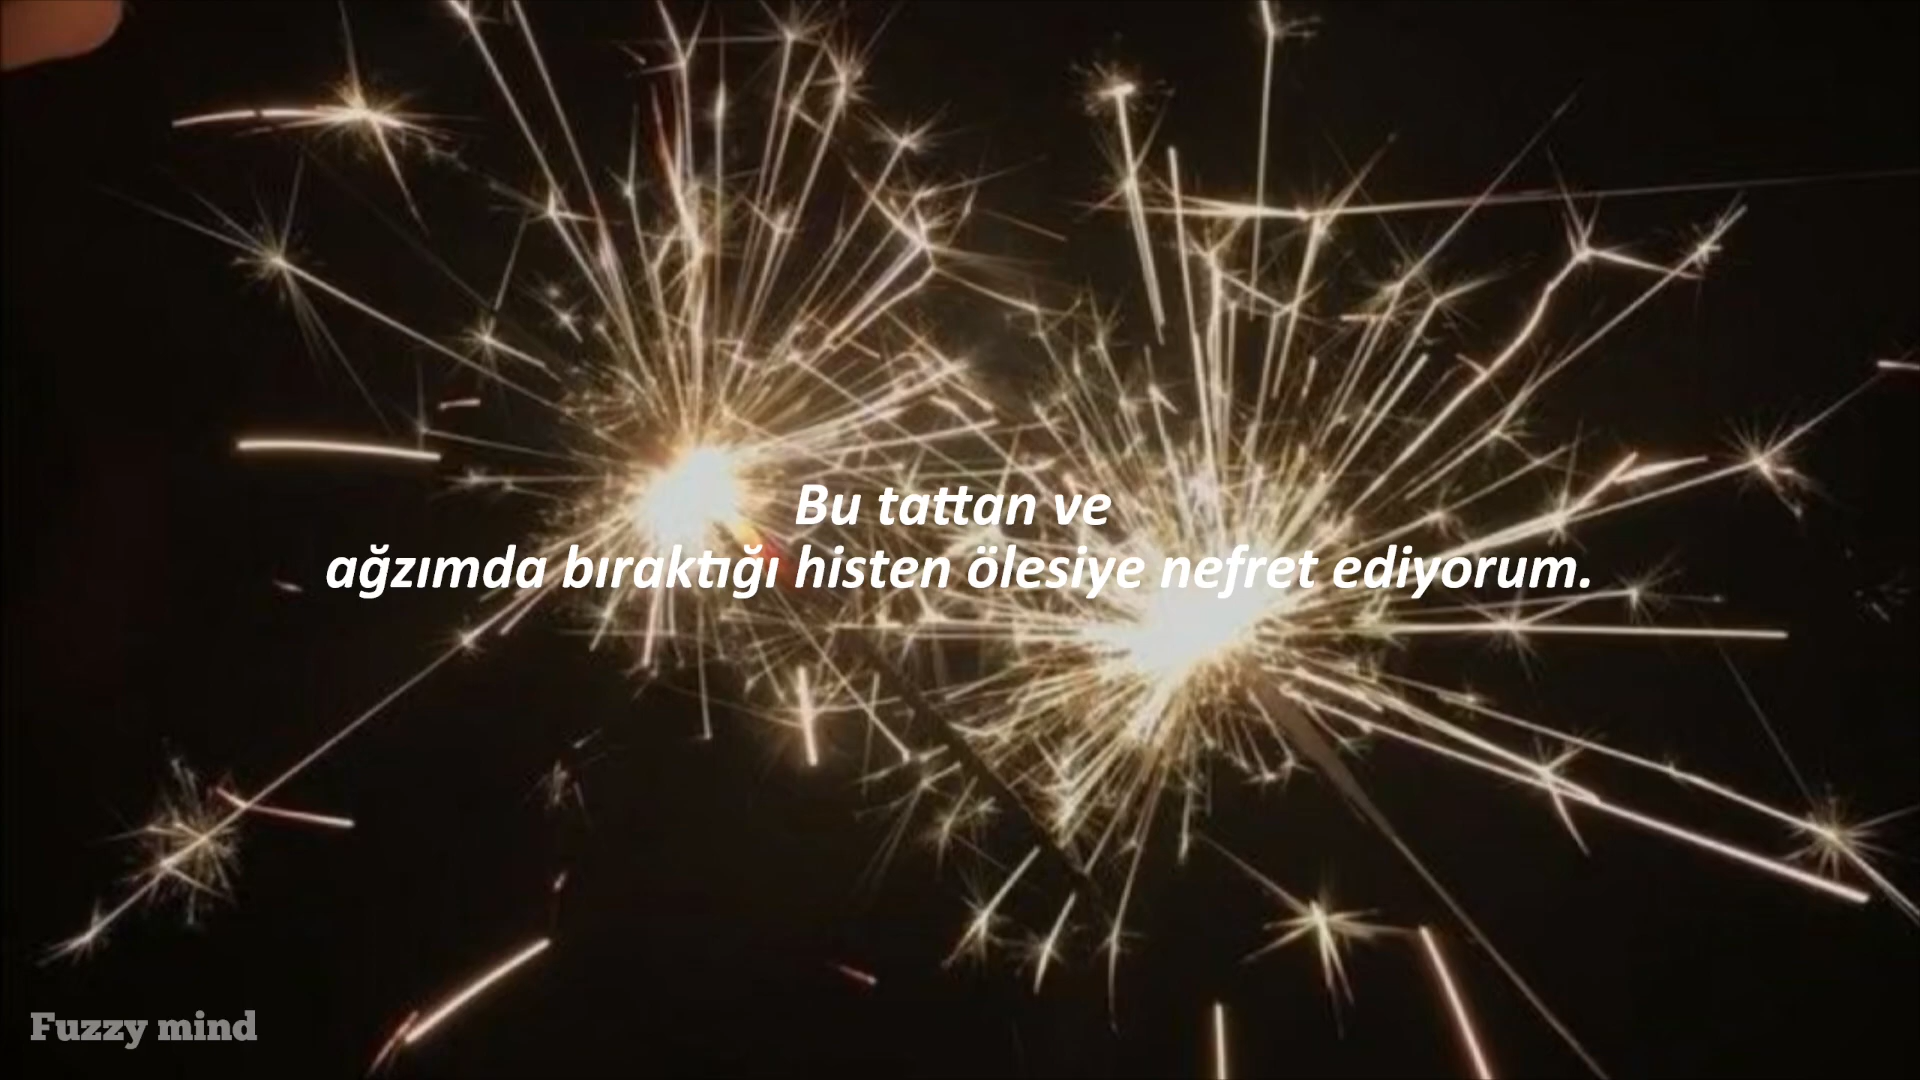 Bu tattan ve
ağzımda bıraktığı histen ölesiye nefret ediyorum.
Fuzzy mind